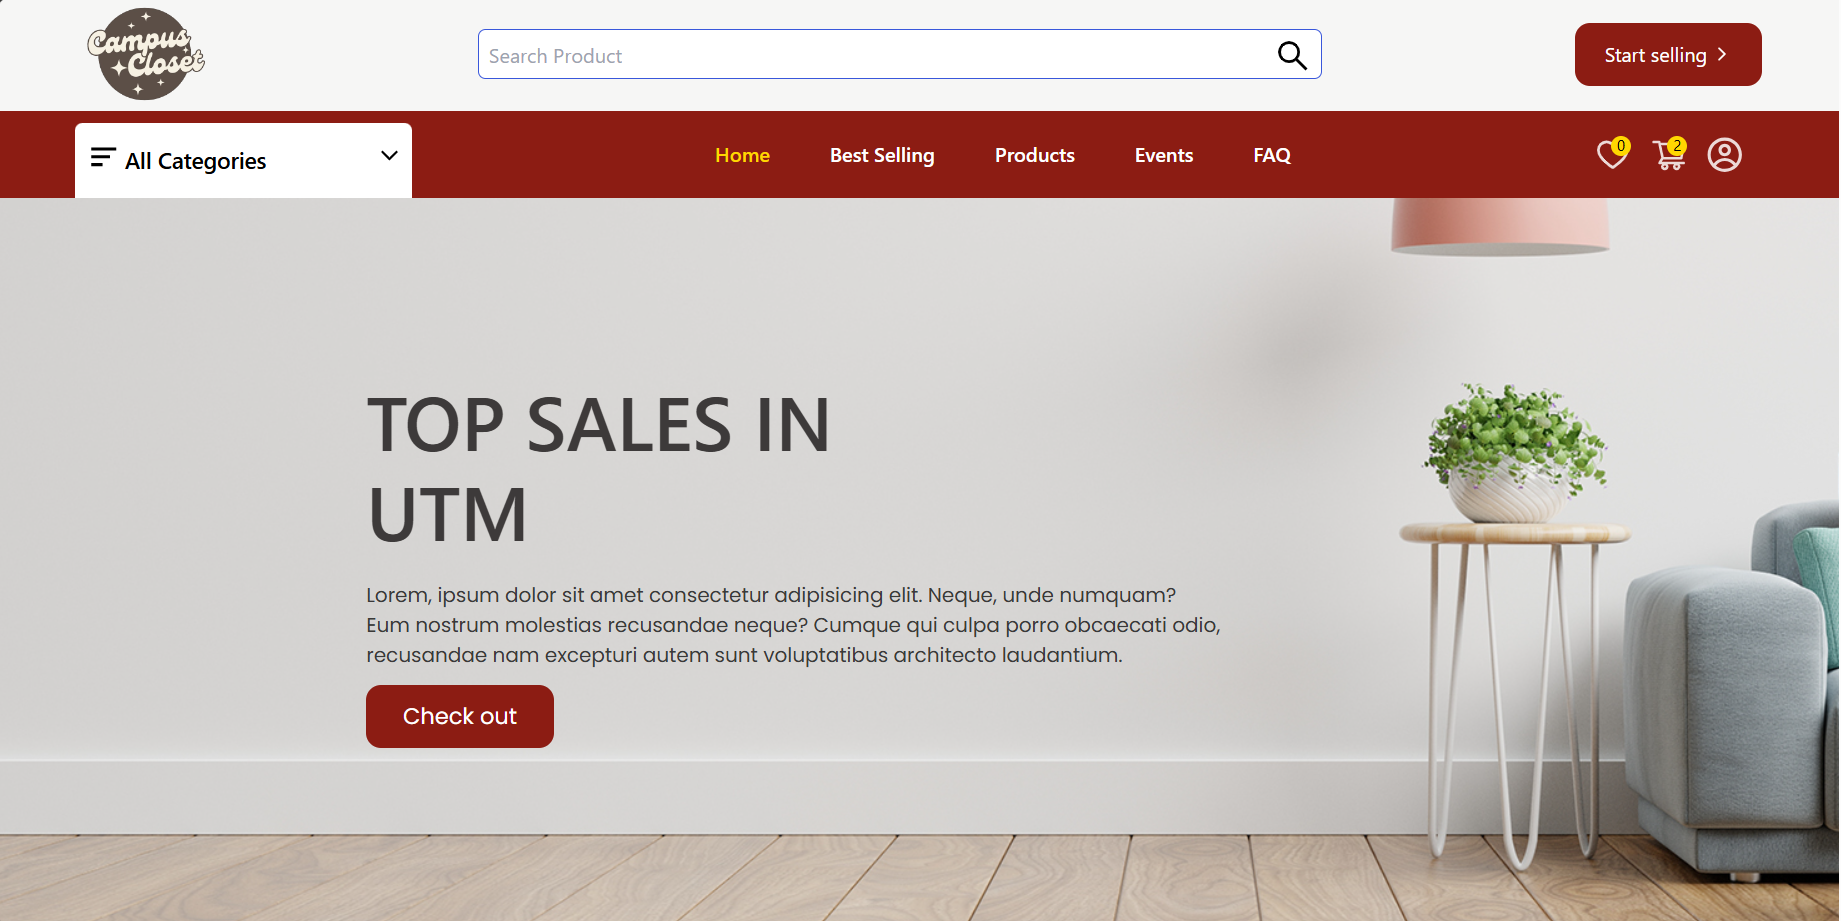 Campus
Closet
Search Product
Start selling
All Categories
Home
Best Selling
Products
Events
FAQ
0
2
TOP SALES IN
UTM
Lorem, ipsum dolor sit amet consectetur adipisicing elit. Neque, unde numquam?
Eum nostrum molestias recusandae neque? Cumque qui culpa porro obcaecati odio,
recusandae nam excepturi autem sunt voluptatibus architecto laudantium.
Check out